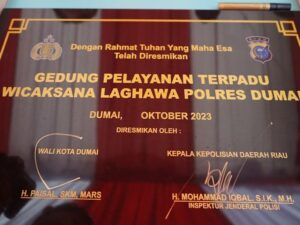 Dengan Rahmat Tuhan Yang Maha Esa
Telah Diresmikan
GEDUNG PELAYANAN TERPADU
WICAKSANA LAGHAWA POLRES DUMAI
DUMAI, OKTOBER 2023
DIRESMIKAN OLEH :
WALI KOTA DUMAI
KEPALA KEPOLISIAN DAERAH RIAU
H. PAISAL, SKM, MARS
H. MOHAMMAD IQBAL, S.I.K., M.H.
INSPEKTUR JENDERAL POLISI